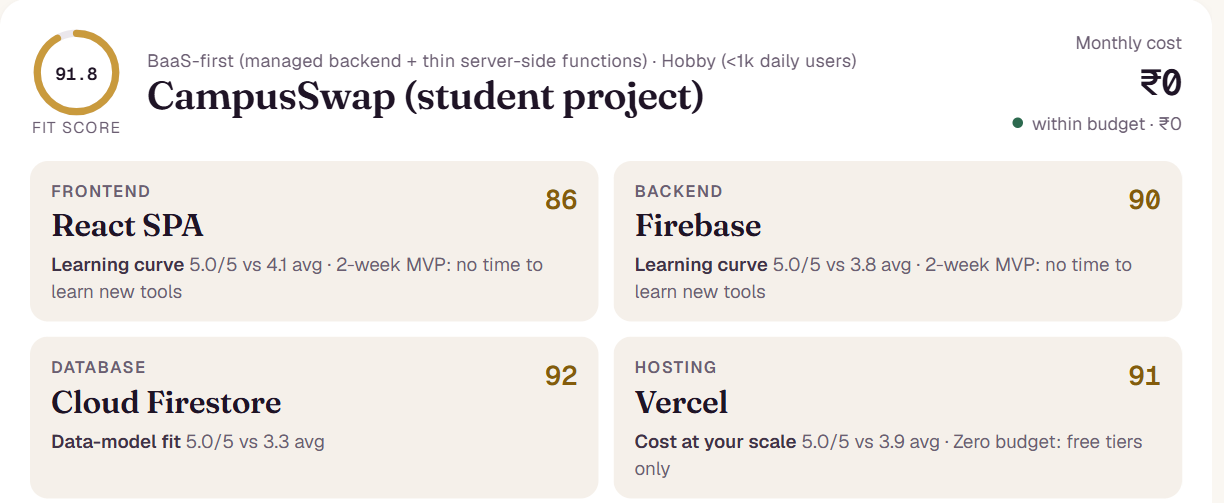 91.8
FIT SCORE
BaaS-first (managed backend + thin server-side functions) · Hobby (<1k daily users)
CampusSwap (student project)
Monthly cost
₹0
within budget · ₹0
FRONTEND
86
React SPA
Learning curve 5.0/5 vs 4.1 avg · 2-week MVP: no time to
learn new tools
BACKEND
90
Firebase
Learning curve 5.0/5 vs 3.8 avg · 2-week MVP: no time to
learn new tools
DATABASE
92
Cloud Firestore
Data-model fit 5.0/5 vs 3.3 avg
HOSTING
91
Vercel
Cost at your scale 5.0/5 vs 3.9 avg · Zero budget: free tiers
only